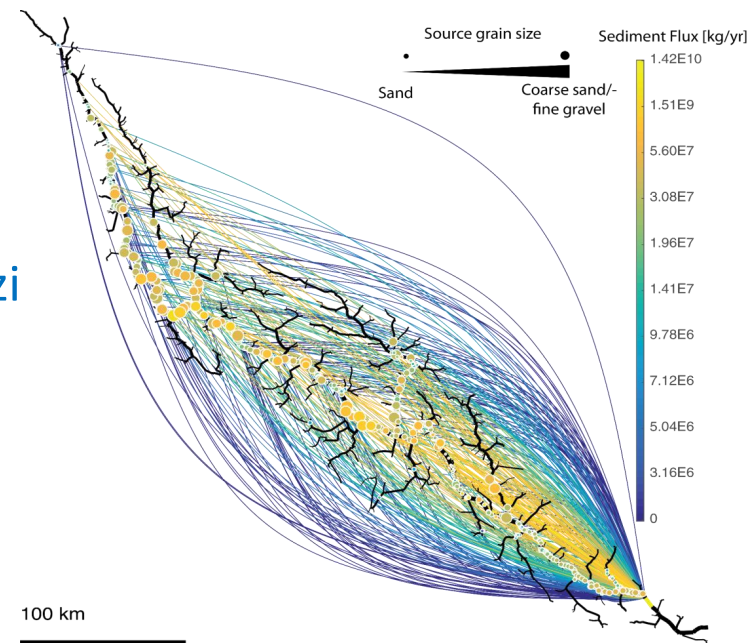 Source grain size
Sand
Coarse sand/-
fine gravel
Sediment Flux [kg/yr]
1.42E10
1.51E9
5.60E7
3.08E7
1.96E7
1.41E7
9.78E6
7.12E6
5.04E6
3.16E6
0
zi
100 km